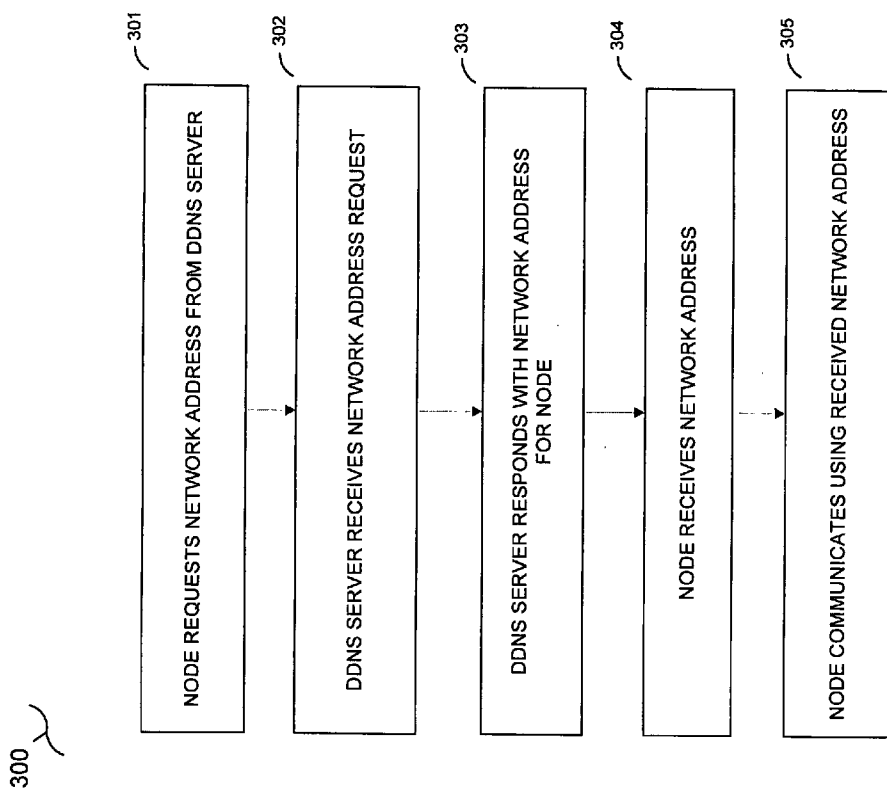 300
301
NODE REQUESTS NETWORK ADDRESS FROM DDNS SERVER
302
DDNS SERVER RECEIVES NETWORK ADDRESS REQUEST
303
DDNS SERVER RESPONDS WITH NETWORK ADDRESS
FOR NODE
304
NODE RECEIVES NETWORK ADDRESS
305
NODE COMMUNICATES USING RECEIVED NETWORK ADDRESS